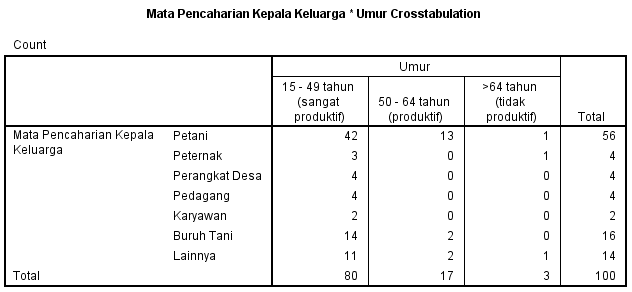 Mata Pencaharian Kepala Keluarga * Umur Crosstabulation
Count
Umur
15 - 49 tahun (sangat produktif) 50 - 64 tahun (produktif) >64 tahun (tidak produktif) Total
Mata Pencaharian Kepala Keluarga Petani 42 13 1 56
Peternak 3 0 1 4
Perangkat Desa 4 0 0 4
Pedagang 4 0 0 4
Karyawan 2 0 0 2
Buruh Tani 14 2 0 16
Lainnya 11 2 1 14
Total 80 17 3 100